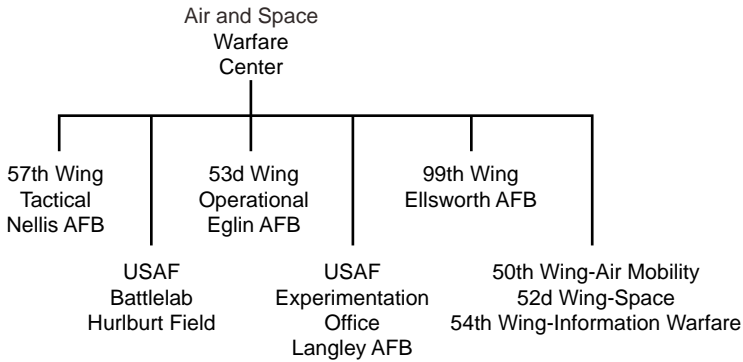 Air and Space
Warfare
Center
57th Wing
Tactical
Nellis AFB
53d Wing
Operational
Eglin AFB
99th Wing
Ellsworth AFB
USAF
Battlelab
Hurlburt Field
USAF
Experimentation
Office
Langley AFB
50th Wing-Air Mobility
52d Wing-Space
54th Wing-Information Warfare